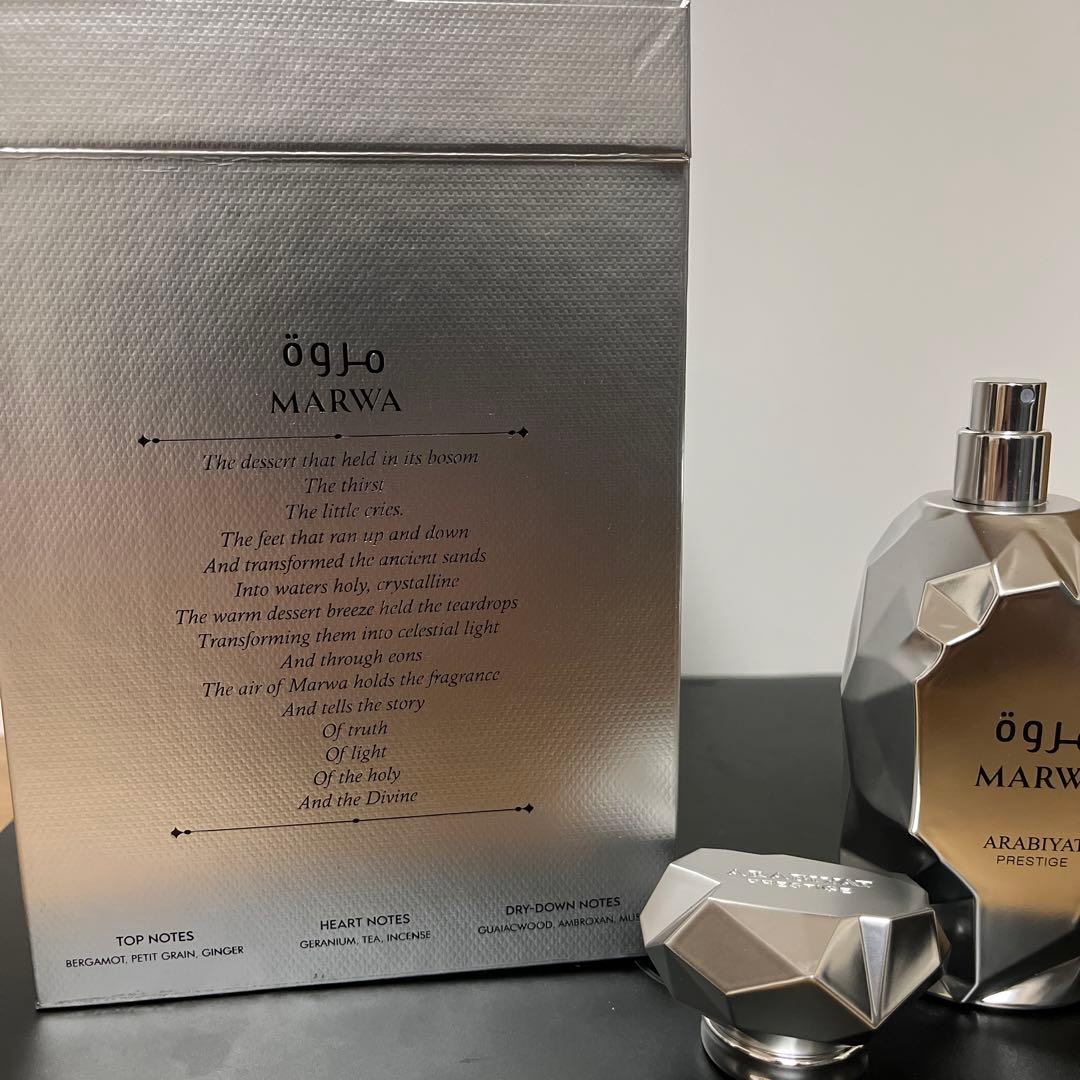 مروة
MARWA
The dessert that held in its bosom
The thirst
The little cries.
The feet that ran up and down
And transformed the ancient sands
Into waters holy, crystalline
The warm dessert breeze held the teardrops
Transforming them into celestial light
And through eons
The air of Marwa holds the fragrance
And tells the story
Of truth
Of light
Of the holy
And the Divine
TOP NOTES
BERGAMOT, PETIT GRAIN, GINGER
HEART NOTES
GERANIUM, TEA, INCENSE
DRY-DOWN NOTES
GUAIACWOOD, AMBROXAN, MUS
ARABIYAT
PRESTIGE
مروة
MARW
ARABIYAT
PRESTIGE